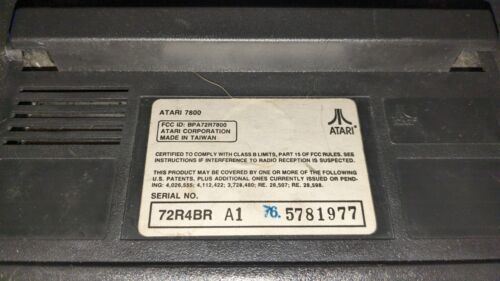 ATARI 7800
FCC ID: BPA72R7800
ATARI CORPORATION
MADE IN TAIWAN
ATARI
CERTIFIED TO COMPLY WITH CLASS B LIMITS, PART 15 OF FCC RULES. SEE
INSTRUCTIONS IF INTERFERENCE TO RADIO RECEPTION IS SUSPECTED.
THIS PRODUCT MAY BE COVERED BY ONE OR MORE OF THE FOLLOWING
U.S. PATENTS, PLUS ADDITIONAL ONES CURRENTLY ISSUED OR PEND-
ING: 4,026,555; 4,112,422; 3,728,480; RE. 28,507; RE. 28,598.
SERIAL NO.
72R4BR A1 76. 5781977